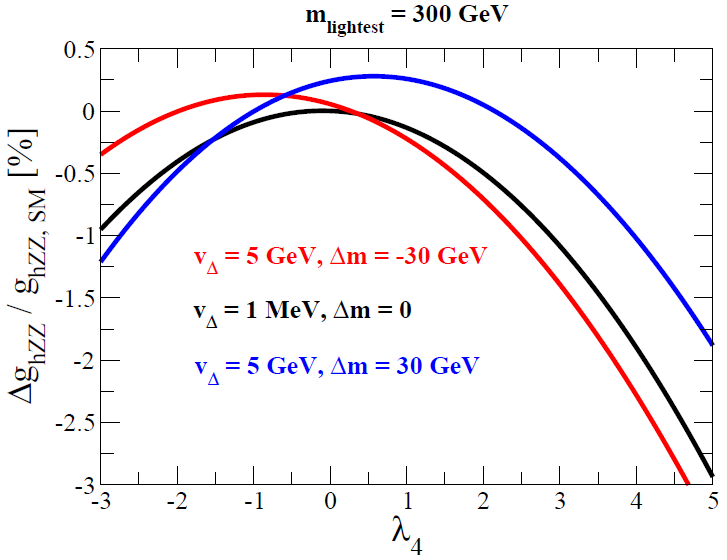 m_lightest = 300 GeV
Δg_hZZ / g_hZZ, SM [%]
0.5
0
-0.5
-1
-1.5
-2
-2.5
-3
v_Δ = 5 GeV, Δm = -30 GeV
v_Δ = 1 MeV, Δm = 0
v_Δ = 5 GeV, Δm = 30 GeV
-3 -2 -1 0 1 2 3 4 5
λ_4